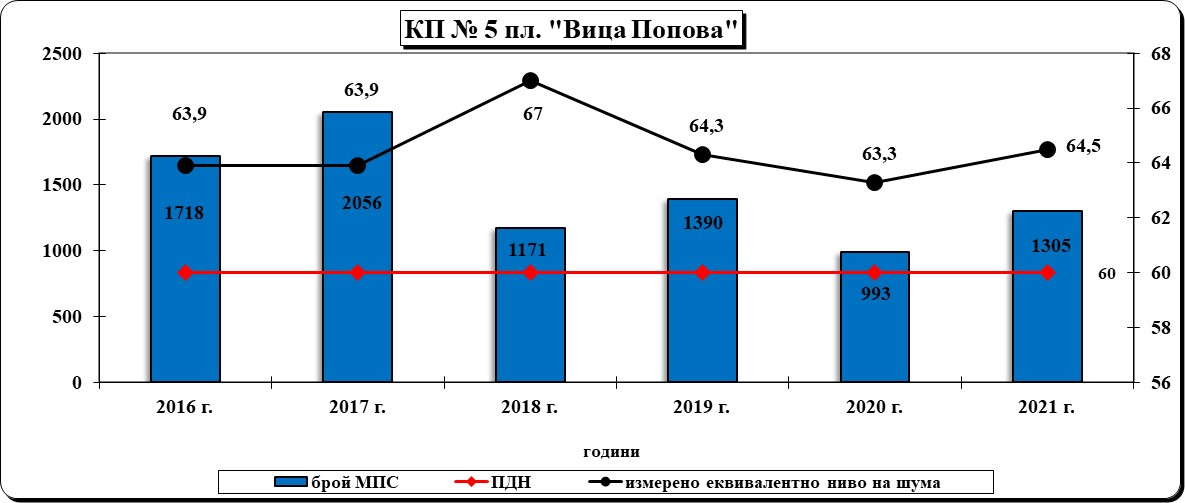 КП № 5 пл. "Вица Попова"
2500 68
2000 66
1500 64
62
1000 60
500 58
0 56
63,9 63,9 67 64,3 63,3 64,5
1718 2056 1171 1390 993 1305
60
2016 г. 2017 г. 2018 г. 2019 г. 2020 г. 2021 г.
години
брой МПС ПДН измерено еквивалентно ниво на шума